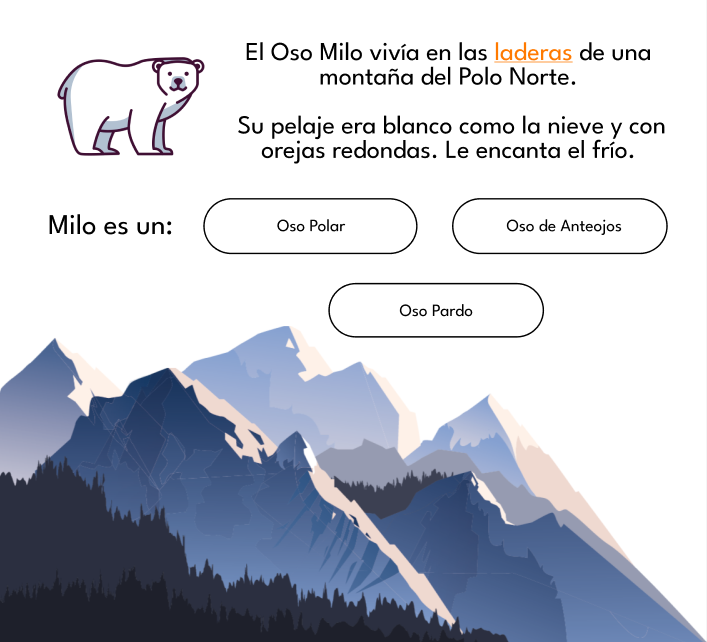 El Oso Milo vivía en las laderas de una
montaña del Polo Norte.
Su pelaje era blanco como la nieve y con
orejas redondas. Le encanta el frío.
Milo es un:
Oso Polar
Oso de Anteojos
Oso Pardo